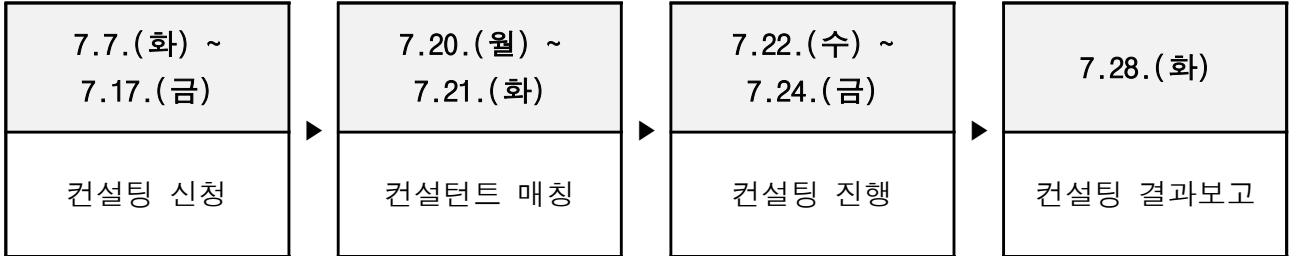 7.7.(화) ~
7.17.(금)
컨설팅 신청
▶
7.20.(월) ~
7.21.(화)
컨설턴트 매칭
▶
7.22.(수) ~
7.24.(금)
컨설팅 진행
▶
7.28.(화)
컨설팅 결과보고